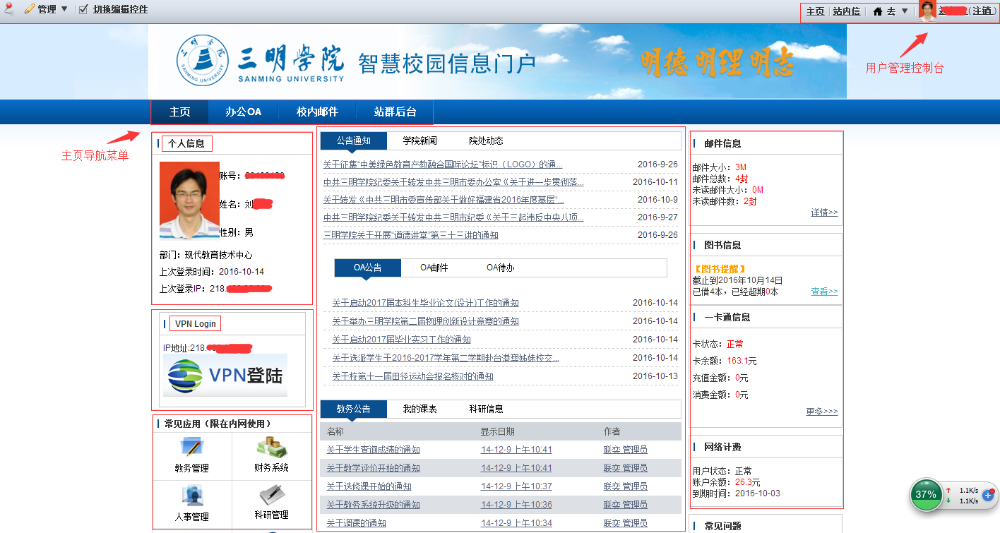 管理 ▼ 切换编辑控件
主页 站内信 去 ▼ (注销)
用户管理控制台
三明学院 智慧校园信息门户
SANMING UNIVERSITY
明德 明理 明志
主页 办公OA 校内邮件 站群后台
主页导航菜单
个人信息
账号:
姓名: 刘
性别: 男
部门: 现代教育技术中心
上次登录时间: 2016-10-14
上次登录IP: 218.
VPN Login
IP地址:218.
VPN登陆
常见应用（限在内网使用）
教务管理 财务系统
人事管理 科研管理
公告通知 学院新闻 院处动态
关于征集“中美绿色教育产教融合国际论坛”标识（LOGO）的通... 2016-9-26
中共三明学院纪委关于转发中共三明市委办公室《关于进一步贯彻落... 2016-10-11
关于转发《中共三明市委宣传部关于做好福建省2016年度基层“... 2016-10-9
中共三明学院纪委关于转发中共三明市纪委《关于三起违反中央八项... 2016-9-27
三明学院关于开展“道德讲堂”第三十三讲的通知 2016-9-26
OA公告 OA邮件 OA待办
关于启动2017届本科生毕业论文(设计)工作的通知 2016-10-14
关于举办三明学院第二届物理创新设计竞赛的通知 2016-10-14
关于启动2017届毕业实习工作的通知 2016-10-14
关于选派学生于2016-2017学年第二学期赴台港澳姊妹校交... 2016-10-14
关于校第十一届田径运动会报名核对的通知 2016-10-13
教务公告 我的课表 科研信息
名称 显示日期 作者
关于学生查询成绩的通知 14-12-9 上午10:41 联奕 管理员
关于教学评价开始的通知 14-12-9 上午10:41 联奕 管理员
关于选修课开始的通知 14-12-9 上午10:37 联奕 管理员
关于教务系统升级的通知 14-12-9 上午10:36 联奕 管理员
关于调课的通知 14-12-9 上午10:34 联奕 管理员
邮件信息
邮件大小: 3M
邮件总数: 4封
未读邮件大小: 0M
未读邮件数: 2封
详情>>
图书信息
【图书提醒】
截止到2016年10月14日
已借4本，已经超期0本 查看>>
一卡通信息
卡状态: 正常
卡余额: 163.1元
充值金额: 0元
消费金额: 0元
更多>>>
网络计费
用户状态: 正常
账户余额: 26.3元
到期时间: 2016-10-03
常见问题
37% 1.1K/s
1.1K/s